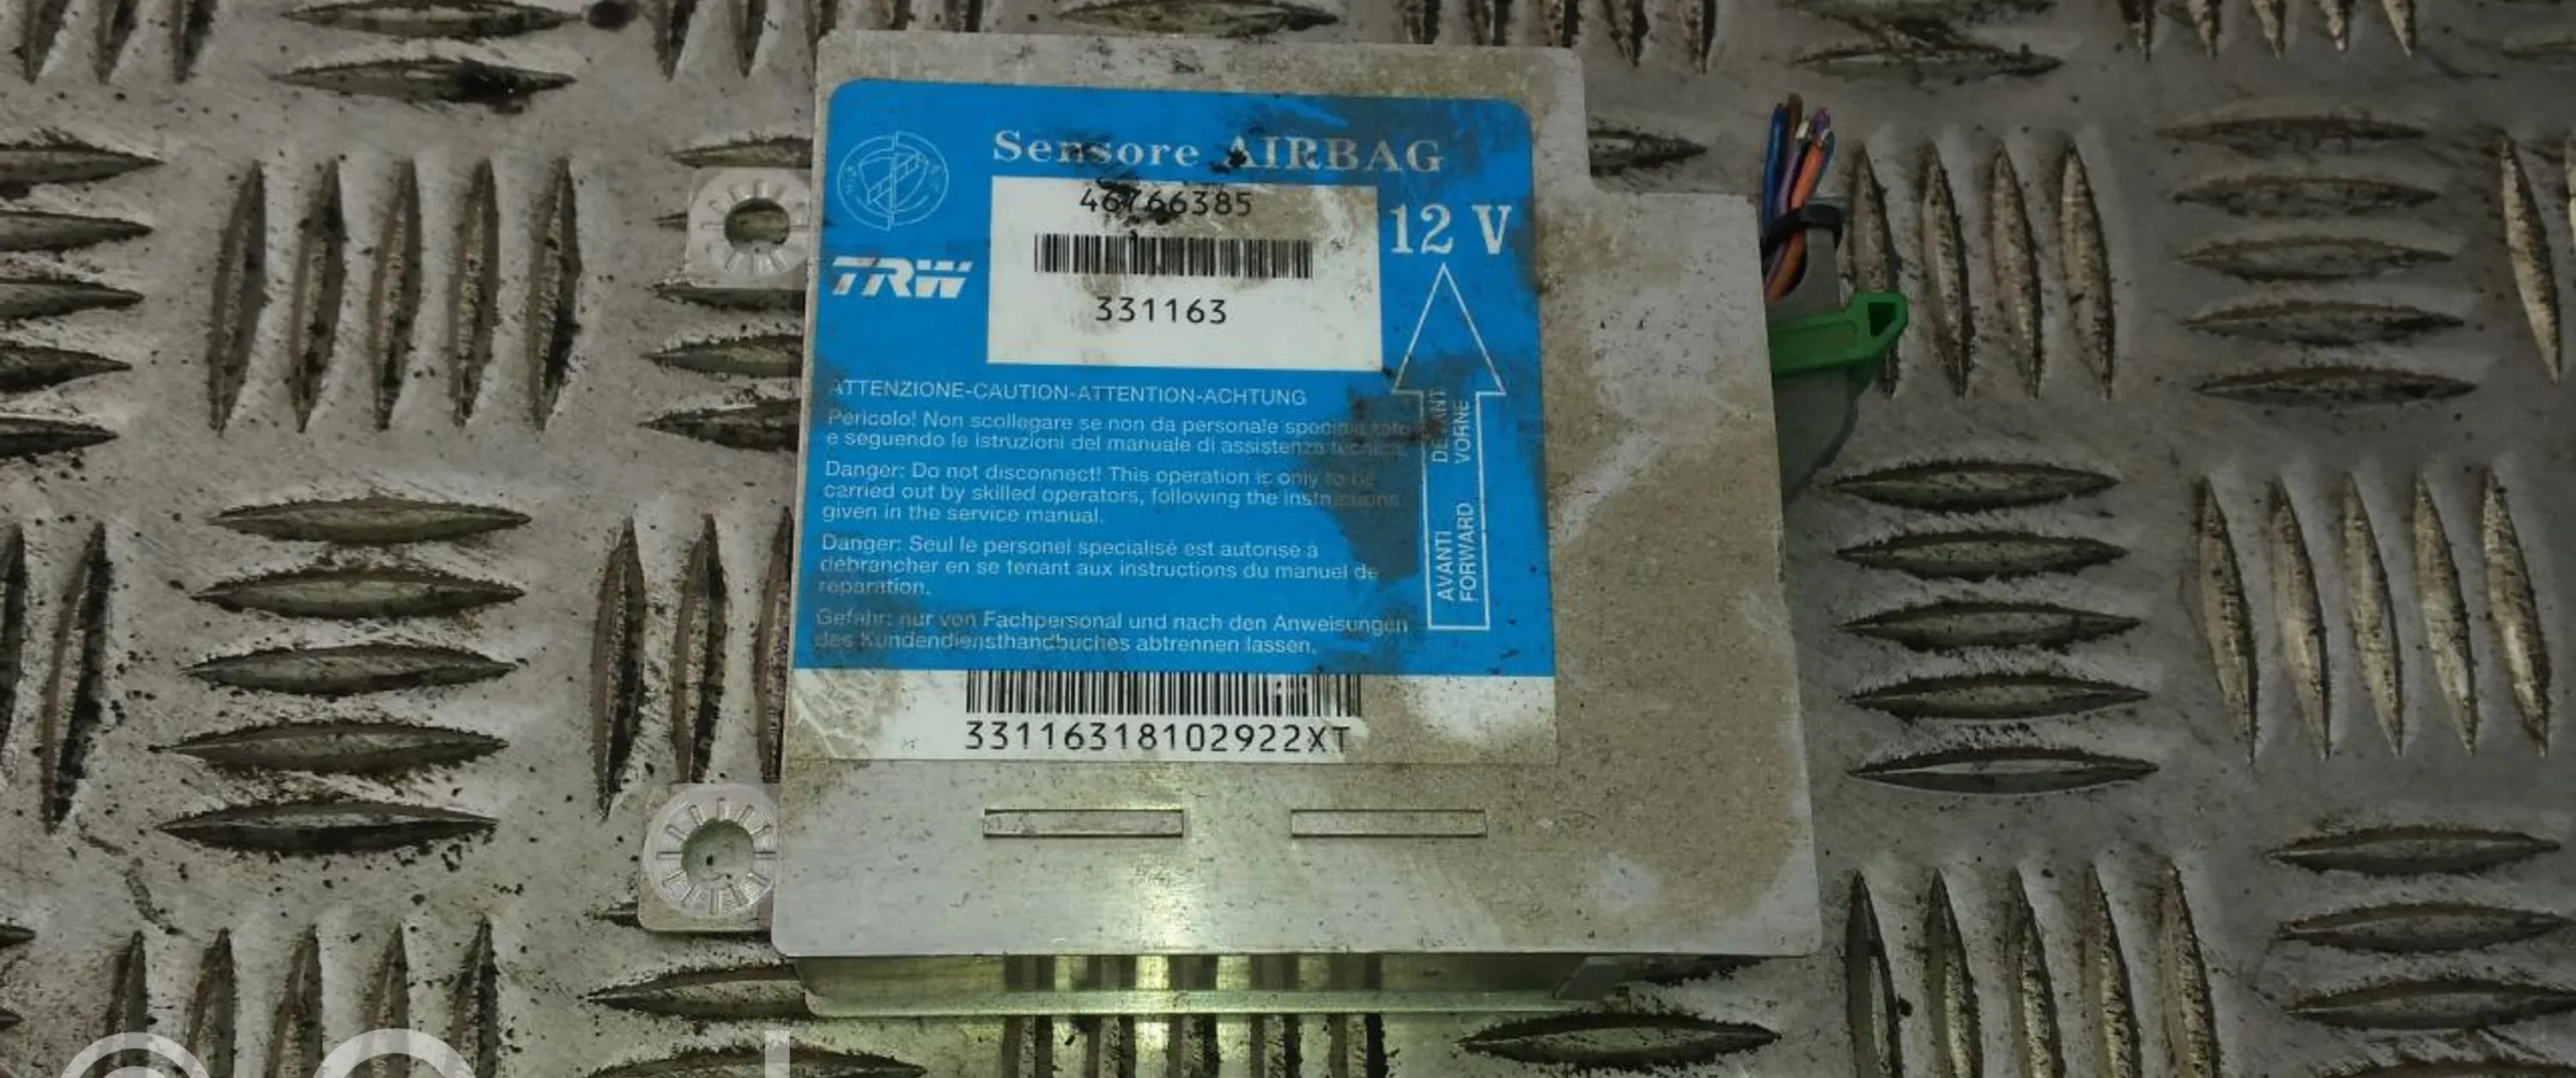 Sensore AIRBAG
46766385
12 V
TRW
331163
ATTENZIONE-CAUTION-ATTENTION-ACHTUNG
Pericolo! Non scollegare se non da personale specializzato
e seguendo le istruzioni del manuale di assistenza tecnica.
Danger: Do not disconnect! This operation is only to be
carried out by skilled operators, following the instructions
given in the service manual.
Danger: Seul le personel specialisé est autorise à
debrancher en se tenant aux instructions du manuel de
reparation.
Gefahr: nur von Fachpersonal und nach den Anweisungen
des Kundendiensthandbuches abtrennen lassen.
DEVANT
VORNE
AVANTI
FORWARD
33116318102922XT